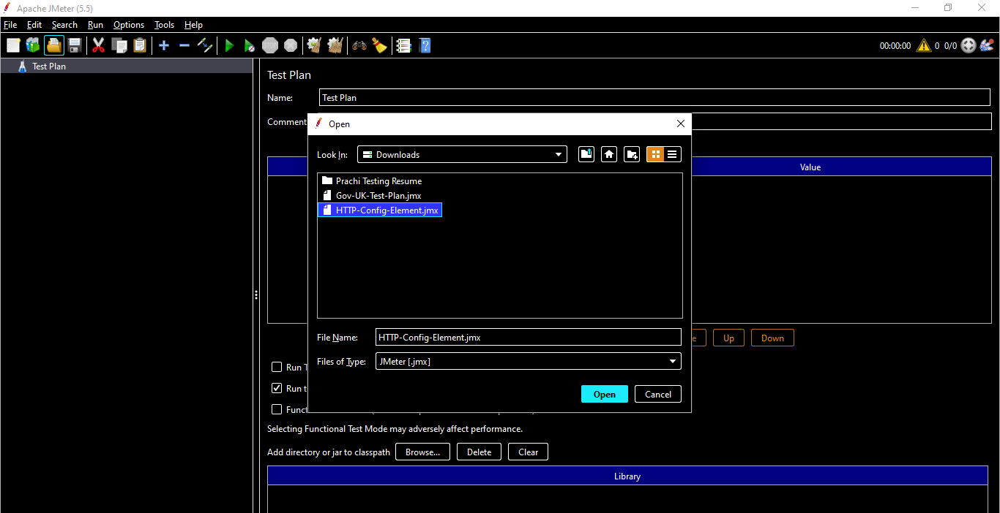 Apache JMeter (5.5)
File Edit Search Run Options Tools Help
00:00:00 0 0/0
Test Plan
Test Plan
Name: Test Plan
Comment
Open
Look In: Downloads
Value
Prachi Testing Resume
Gov-UK-Test-Plan.jmx
HTTP-Config-Element.jmx
File Name: HTTP-Config-Element.jmx
Up Down
Files of Type: JMeter [.jmx]
Run T
Run t
Open Cancel
Funct
Selecting Functional Test Mode may adversely affect performance.
Add directory or jar to classpath Browse... Delete Clear
Library